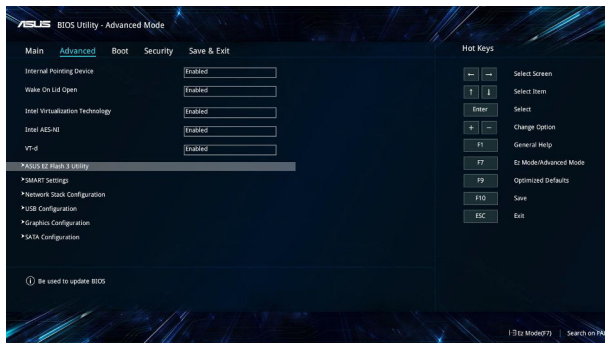 ASUS BIOS Utility - Advanced Mode
Main Advanced Boot Security Save & Exit
Hot Keys
Internal Pointing Device Enabled
Wake On Lid Open Enabled
Intel Virtualization Technology Enabled
Intel AES-NI Enabled
VT-d Enabled
ASUS EZ Flash 3 Utility
SMART Settings
Network Stack Configuration
USB Configuration
Graphics Configuration
SATA Configuration
← → Select Screen
↑ ↓ Select Item
Enter Select
+ − Change Option
F1 General Help
F7 Ez Mode/Advanced Mode
F9 Optimized Defaults
F10 Save
ESC Exit
Be used to update BIOS
Ez Mode(F7) | Search on